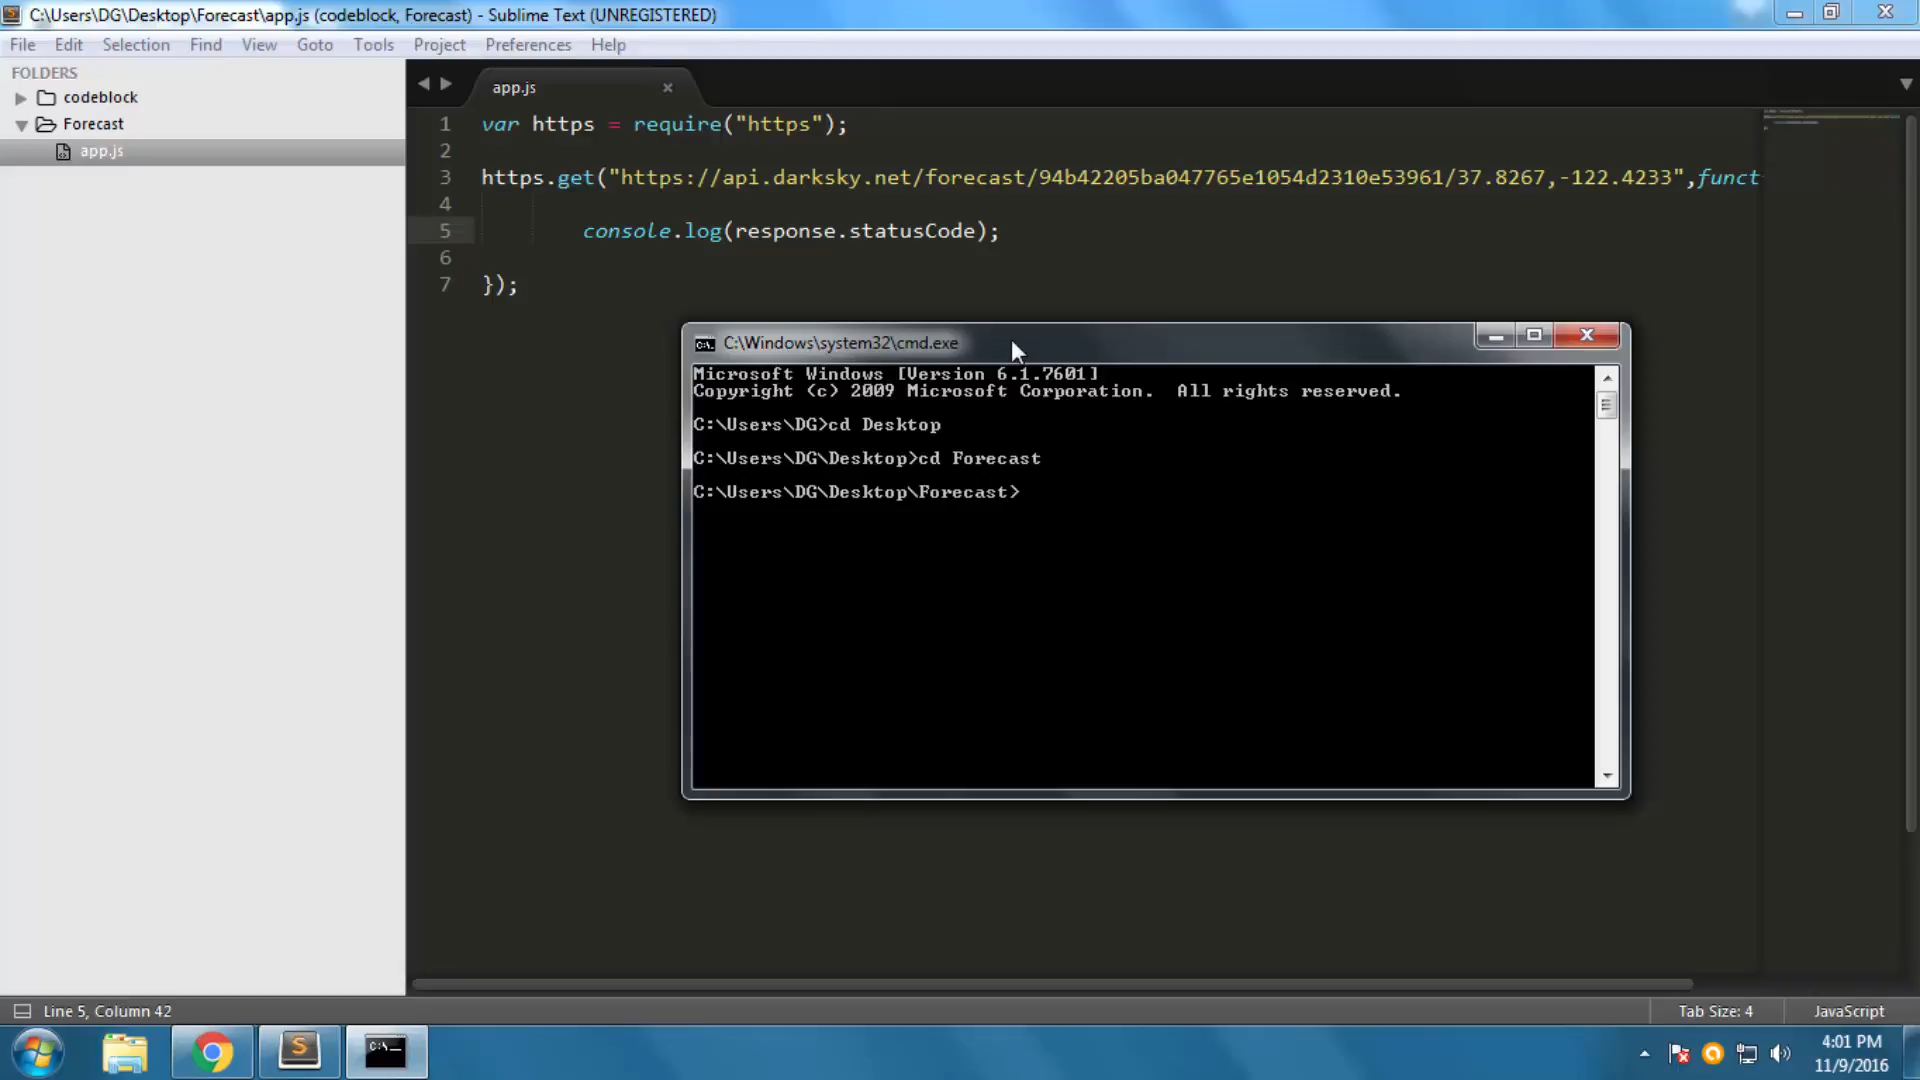 C:\Users\DG\Desktop\Forecast\app.js (codeblock, Forecast) - Sublime Text (UNREGISTERED)
File Edit Selection Find View Goto Tools Project Preferences Help
FOLDERS
codeblock
Forecast
app.js
app.js
1 var https = require("https");
2
3 https.get("https://api.darksky.net/forecast/94b42205ba047765e1054d2310e53961/37.8267,-122.4233",funct
4
5 console.log(response.statusCode);
6
7 });
C:\Windows\system32\cmd.exe
Microsoft Windows [Version 6.1.7601]
Copyright (c) 2009 Microsoft Corporation. All rights reserved.
C:\Users\DG>cd Desktop
C:\Users\DG\Desktop>cd Forecast
C:\Users\DG\Desktop\Forecast>
Line 5, Column 42
Tab Size: 4
JavaScript
4:01 PM
11/9/2016